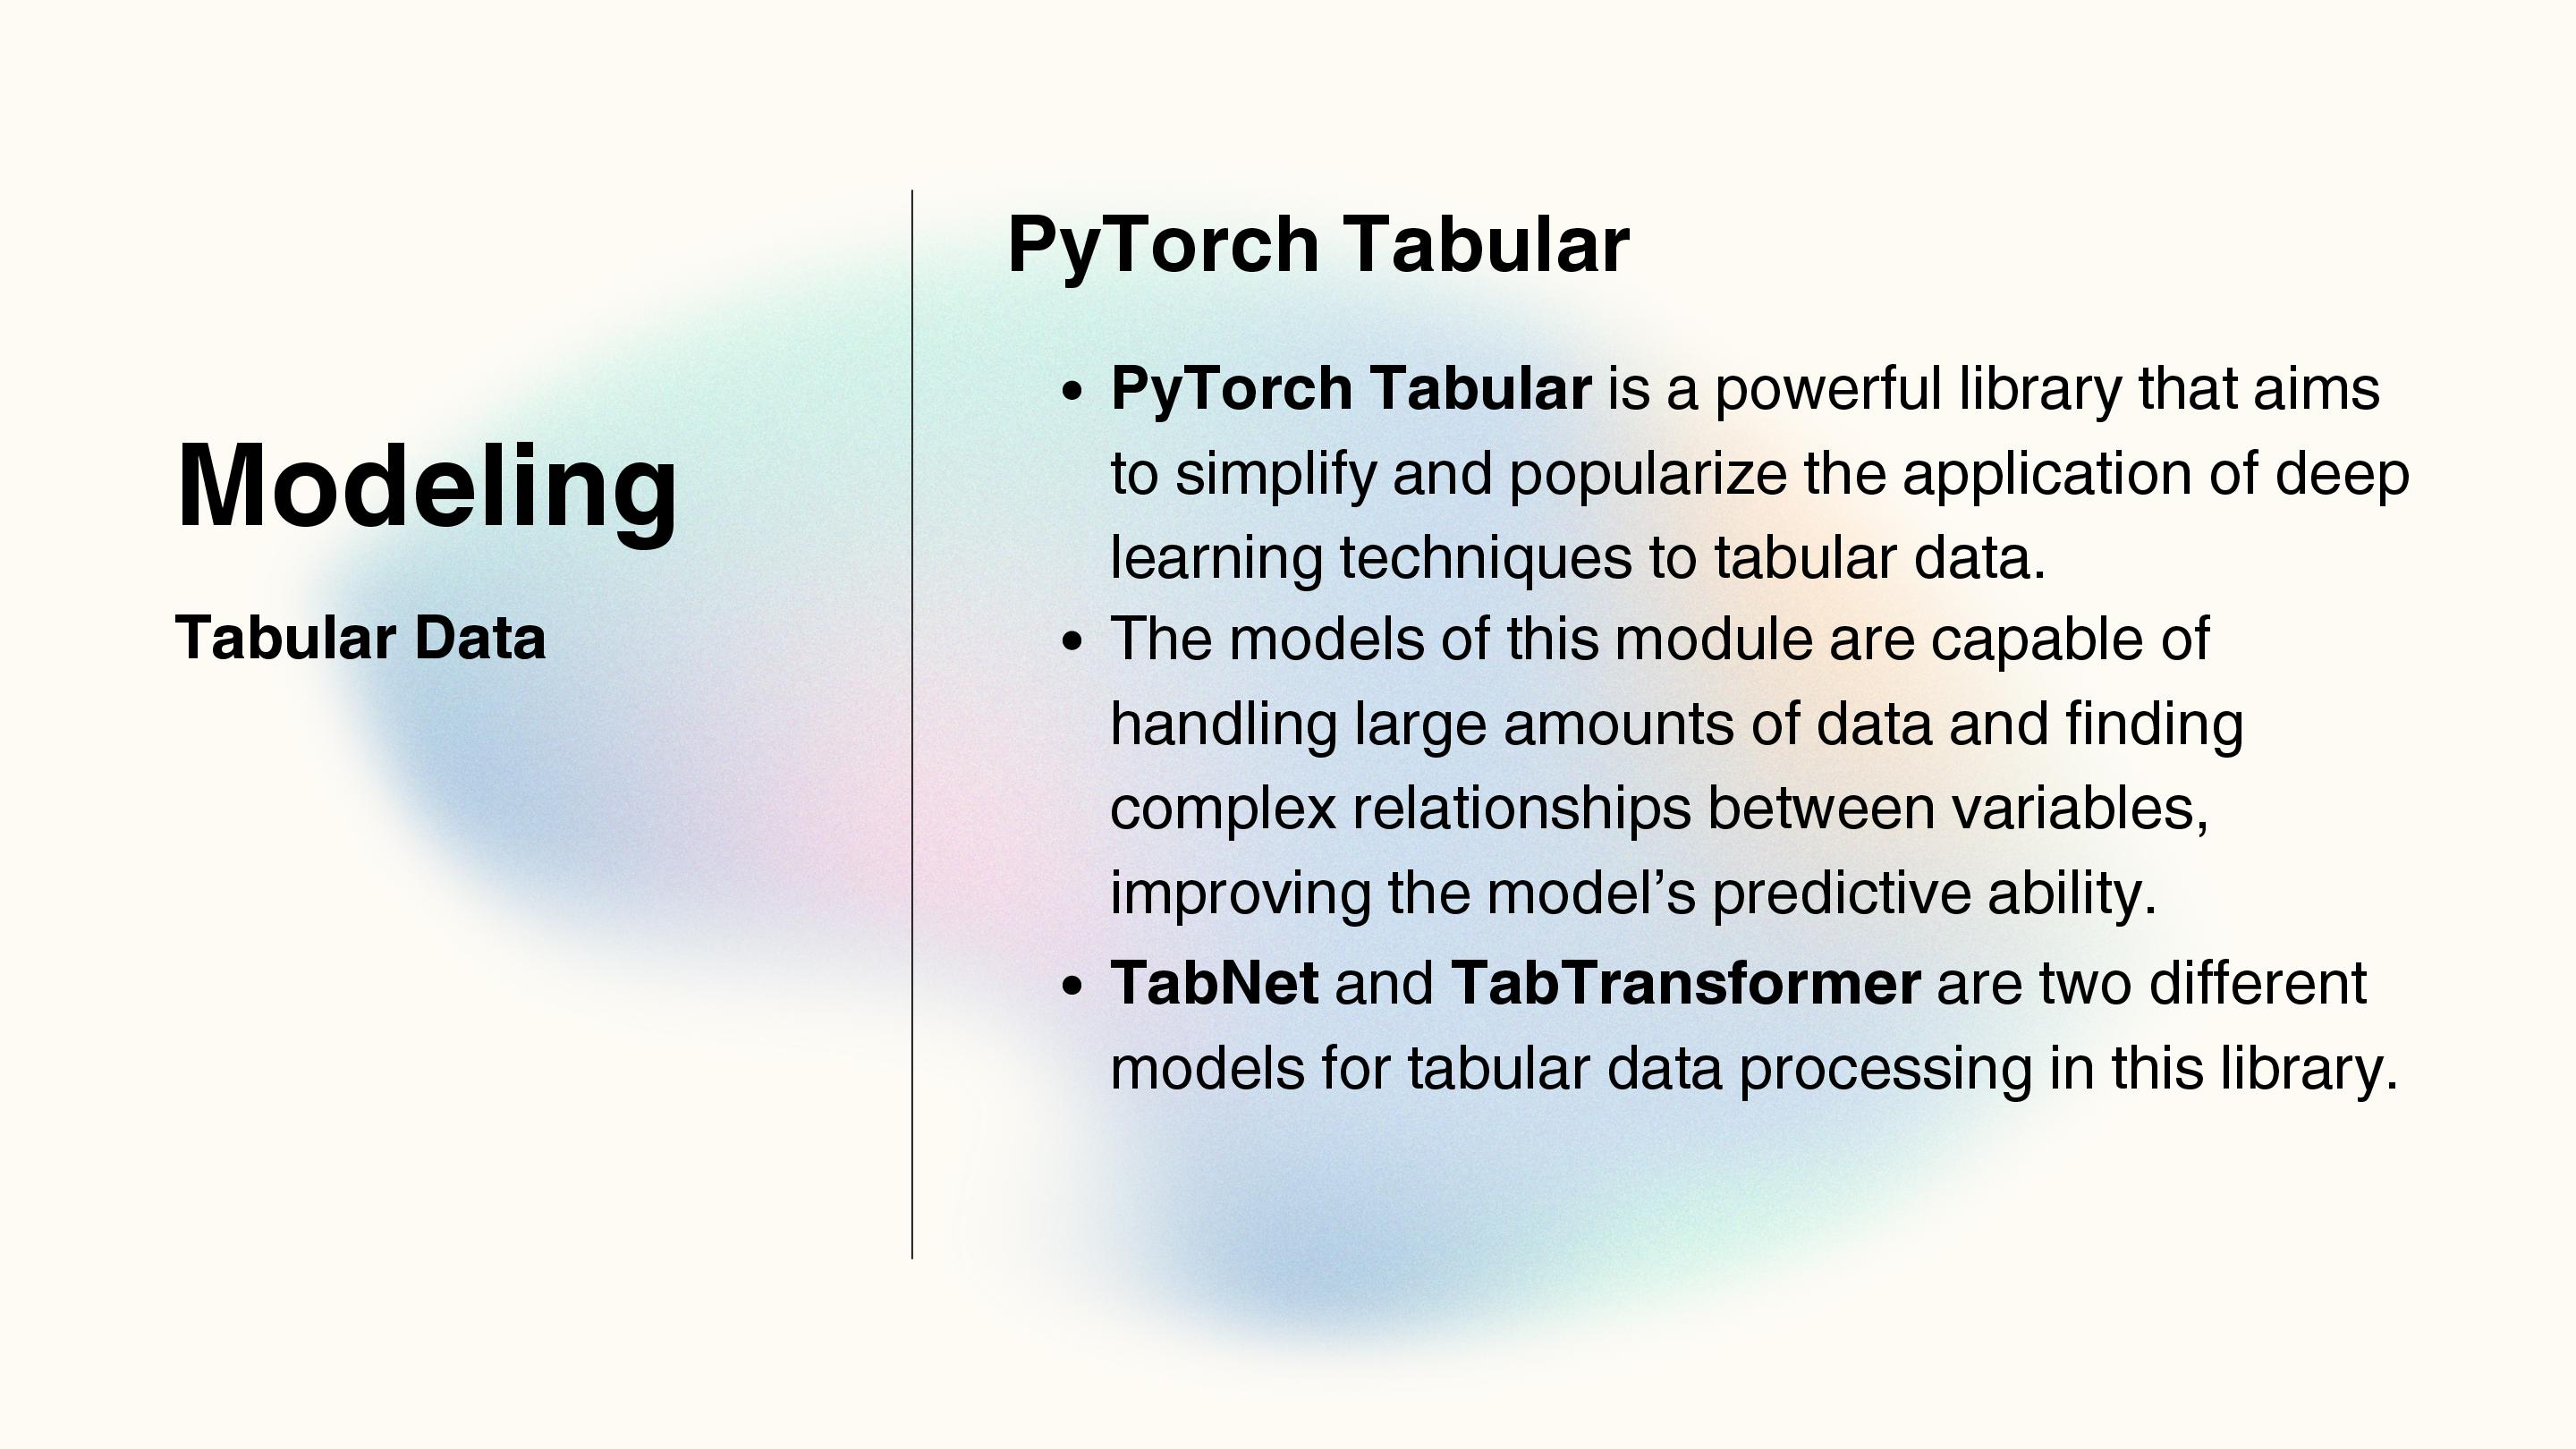 Modeling
Tabular Data
PyTorch Tabular
• PyTorch Tabular is a powerful library that aims
to simplify and popularize the application of deep
learning techniques to tabular data.
• The models of this module are capable of
handling large amounts of data and finding
complex relationships between variables,
improving the model’s predictive ability.
• TabNet and TabTransformer are two different
models for tabular data processing in this library.